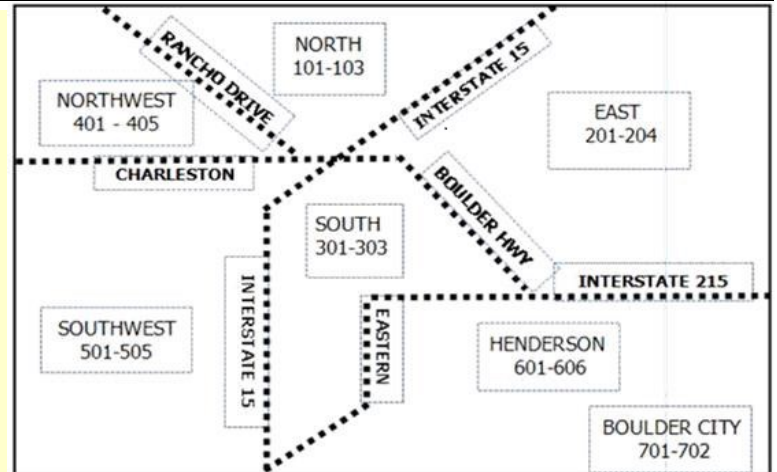 NORTH
101-103
RANCHO DRIVE
INTERSTATE 15
NORTHWEST
401 - 405
EAST
201-204
CHARLESTON
BOULDER HWY
SOUTH
301-303
INTERSTATE 215
INTERSTATE 15
EASTERN
SOUTHWEST
501-505
HENDERSON
601-606
BOULDER CITY
701-702